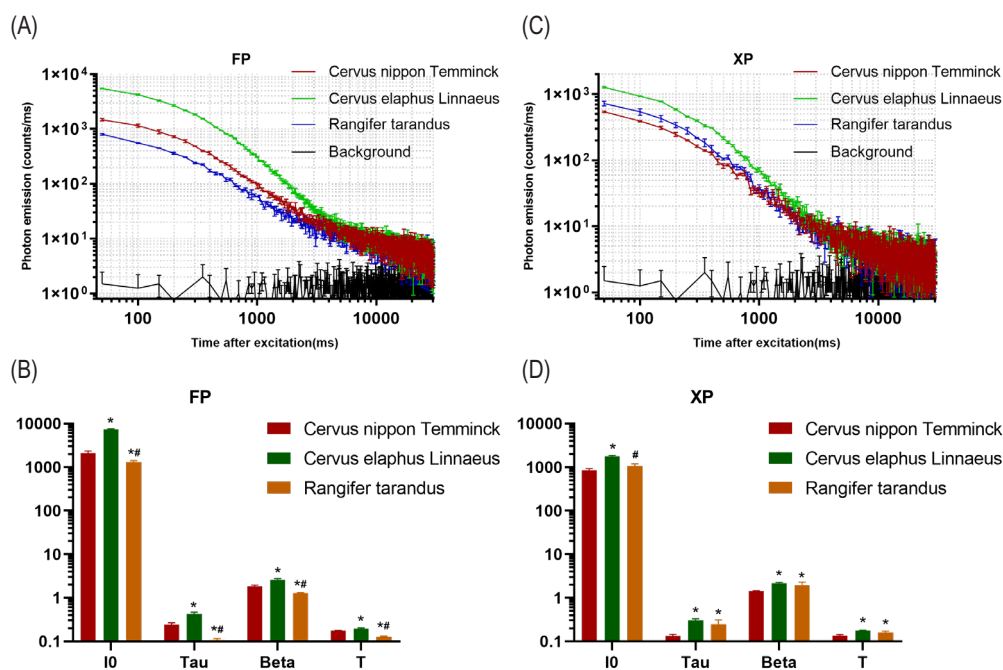 (A)
FP
1×10⁴
1×10³
1×10²
1×10¹
1×10⁰
Photon emission (counts/ms)
Cervus nippon Temminck
Cervus elaphus Linnaeus
Rangifer tarandus
Background
100
1000
10000
Time after excitation(ms)
(C)
XP
1×10³
1×10²
1×10¹
1×10⁰
Photon emission (counts/ms)
Cervus nippon Temminck
Cervus elaphus Linnaeus
Rangifer tarandus
Background
100
1000
10000
Time after excitation(ms)
(B)
FP
10000
1000
100
10
1
0.1
Cervus nippon Temminck
Cervus elaphus Linnaeus
Rangifer tarandus
*
*#
*
*#
*
*#
*
*#
I0
Tau
Beta
T
(D)
XP
10000
1000
100
10
1
0.1
Cervus nippon Temminck
Cervus elaphus Linnaeus
Rangifer tarandus
*
#
*
*
*
*
*
*
I0
Tau
Beta
T